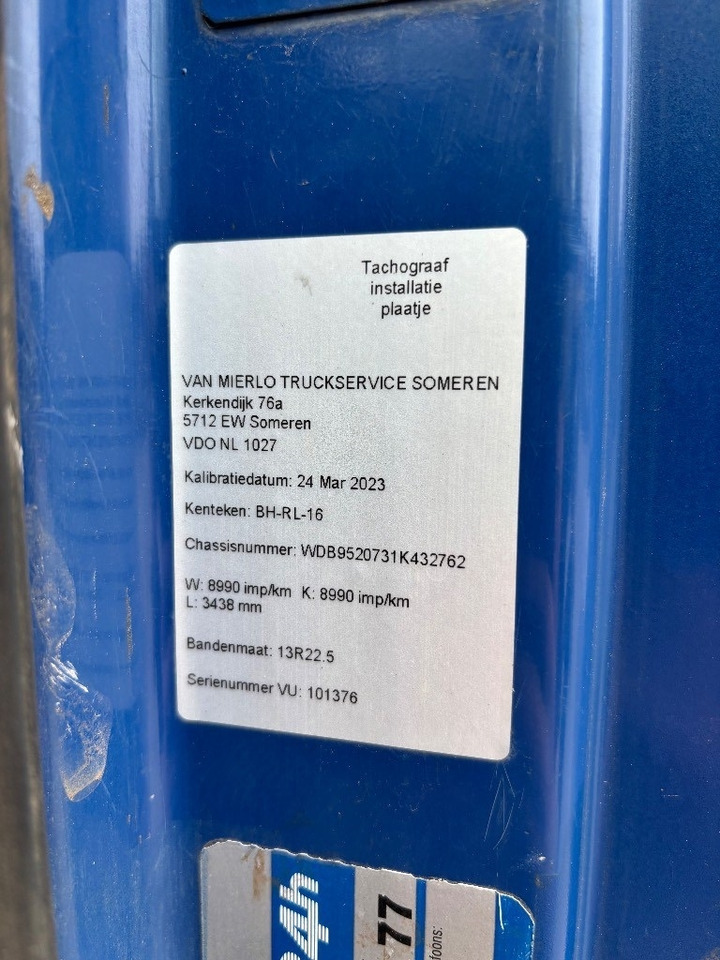 Tachograaf
installatie
plaatje
VAN MIERLO TRUCKSERVICE SOMEREN
Kerkendijk 76a
5712 EW Someren
VDO NL 1027
Kalibratiedatum: 24 Mar 2023
Kenteken: BH-RL-16
Chassisnummer: WDB9520731K432762
W: 8990 imp/km K: 8990 imp/km
L: 3438 mm
Bandenmaat: 13R22.5
Serienummer VU: 101376
24h
77